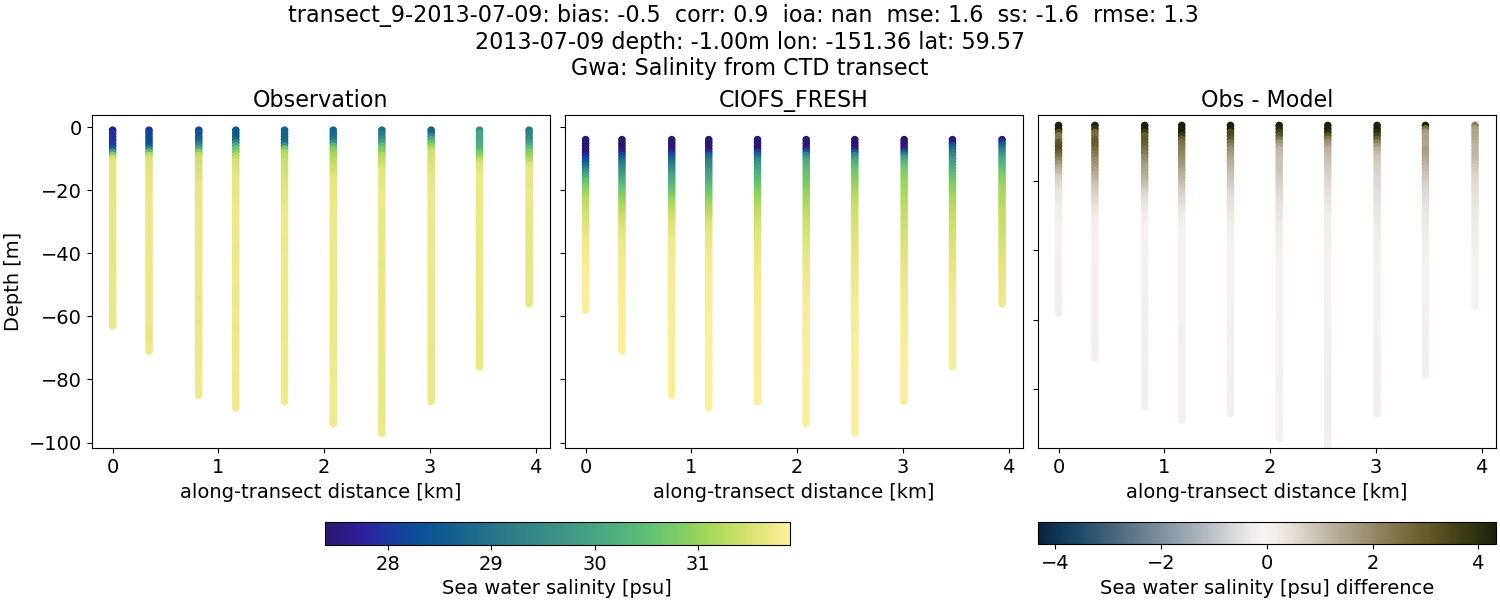 transect_9-2013-07-09: bias: -0.5  corr: 0.9  ioa: nan  mse: 1.6  ss: -1.6  rmse: 1.3
2013-07-09 depth: -1.00m lon: -151.36 lat: 59.57
Gwa: Salinity from CTD transect
Observation
CIOFS_FRESH
Obs - Model
Depth [m]
0
−20
−40
−60
−80
−100
0 1 2 3 4
0 1 2 3 4
0 1 2 3 4
along-transect distance [km]
along-transect distance [km]
along-transect distance [km]
28 29 30 31
Sea water salinity [psu]
−4 −2 0 2 4
Sea water salinity [psu] difference